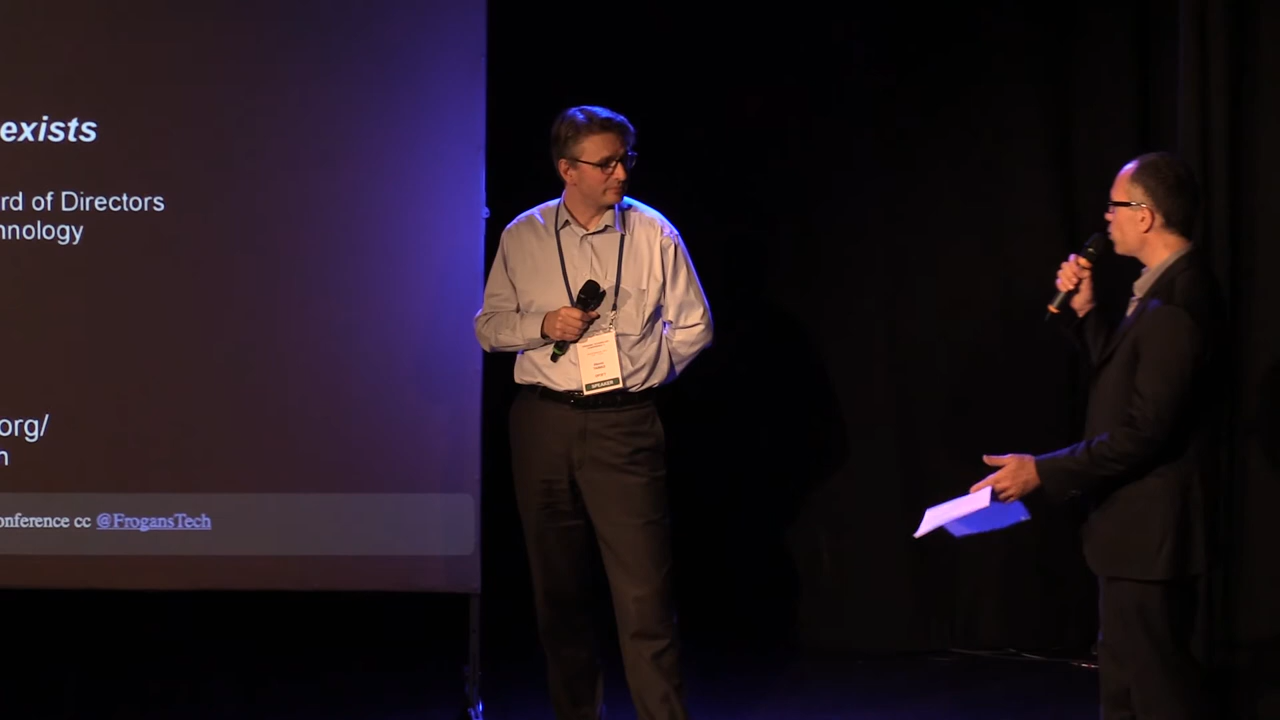 exists
rd of Directors
nnology
org/
n
onference cc @FrogansTech
SPEAKER